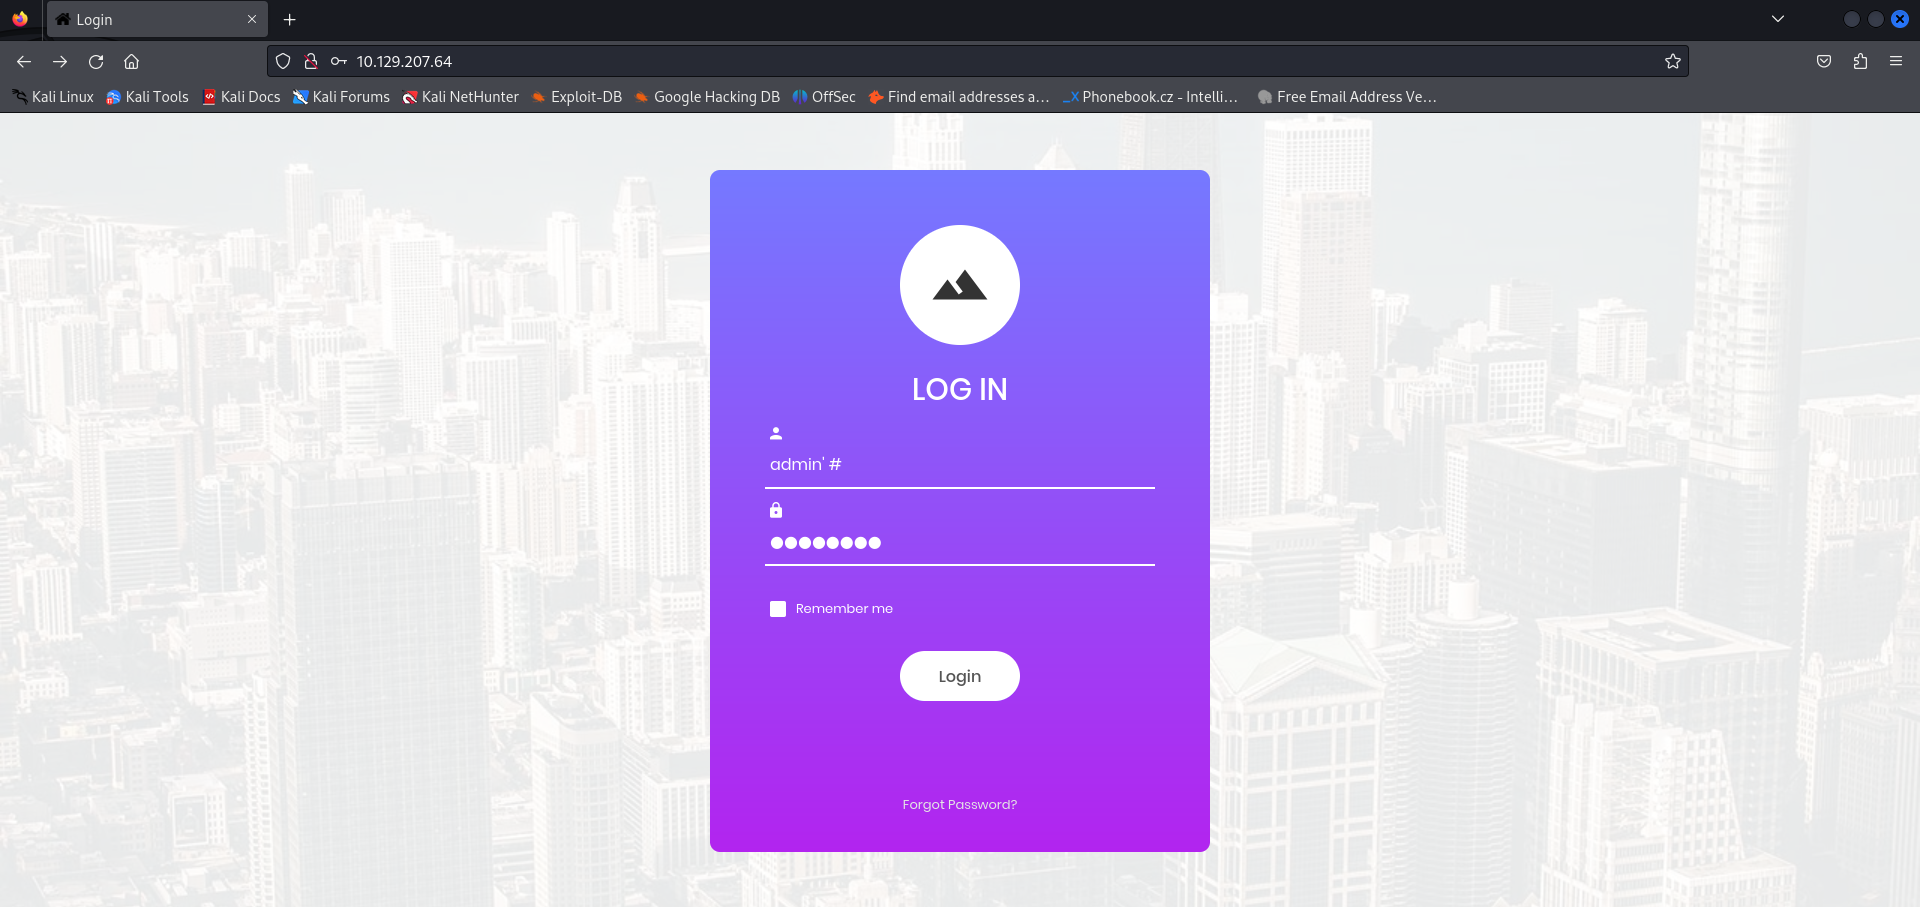 Login
10.129.207.64
Kali Linux Kali Tools Kali Docs Kali Forums Kali NetHunter Exploit-DB Google Hacking DB OffSec Find email addresses a... _X Phonebook.cz - Intelli... Free Email Address Ve...
LOG IN
admin' #
Remember me
Login
Forgot Password?